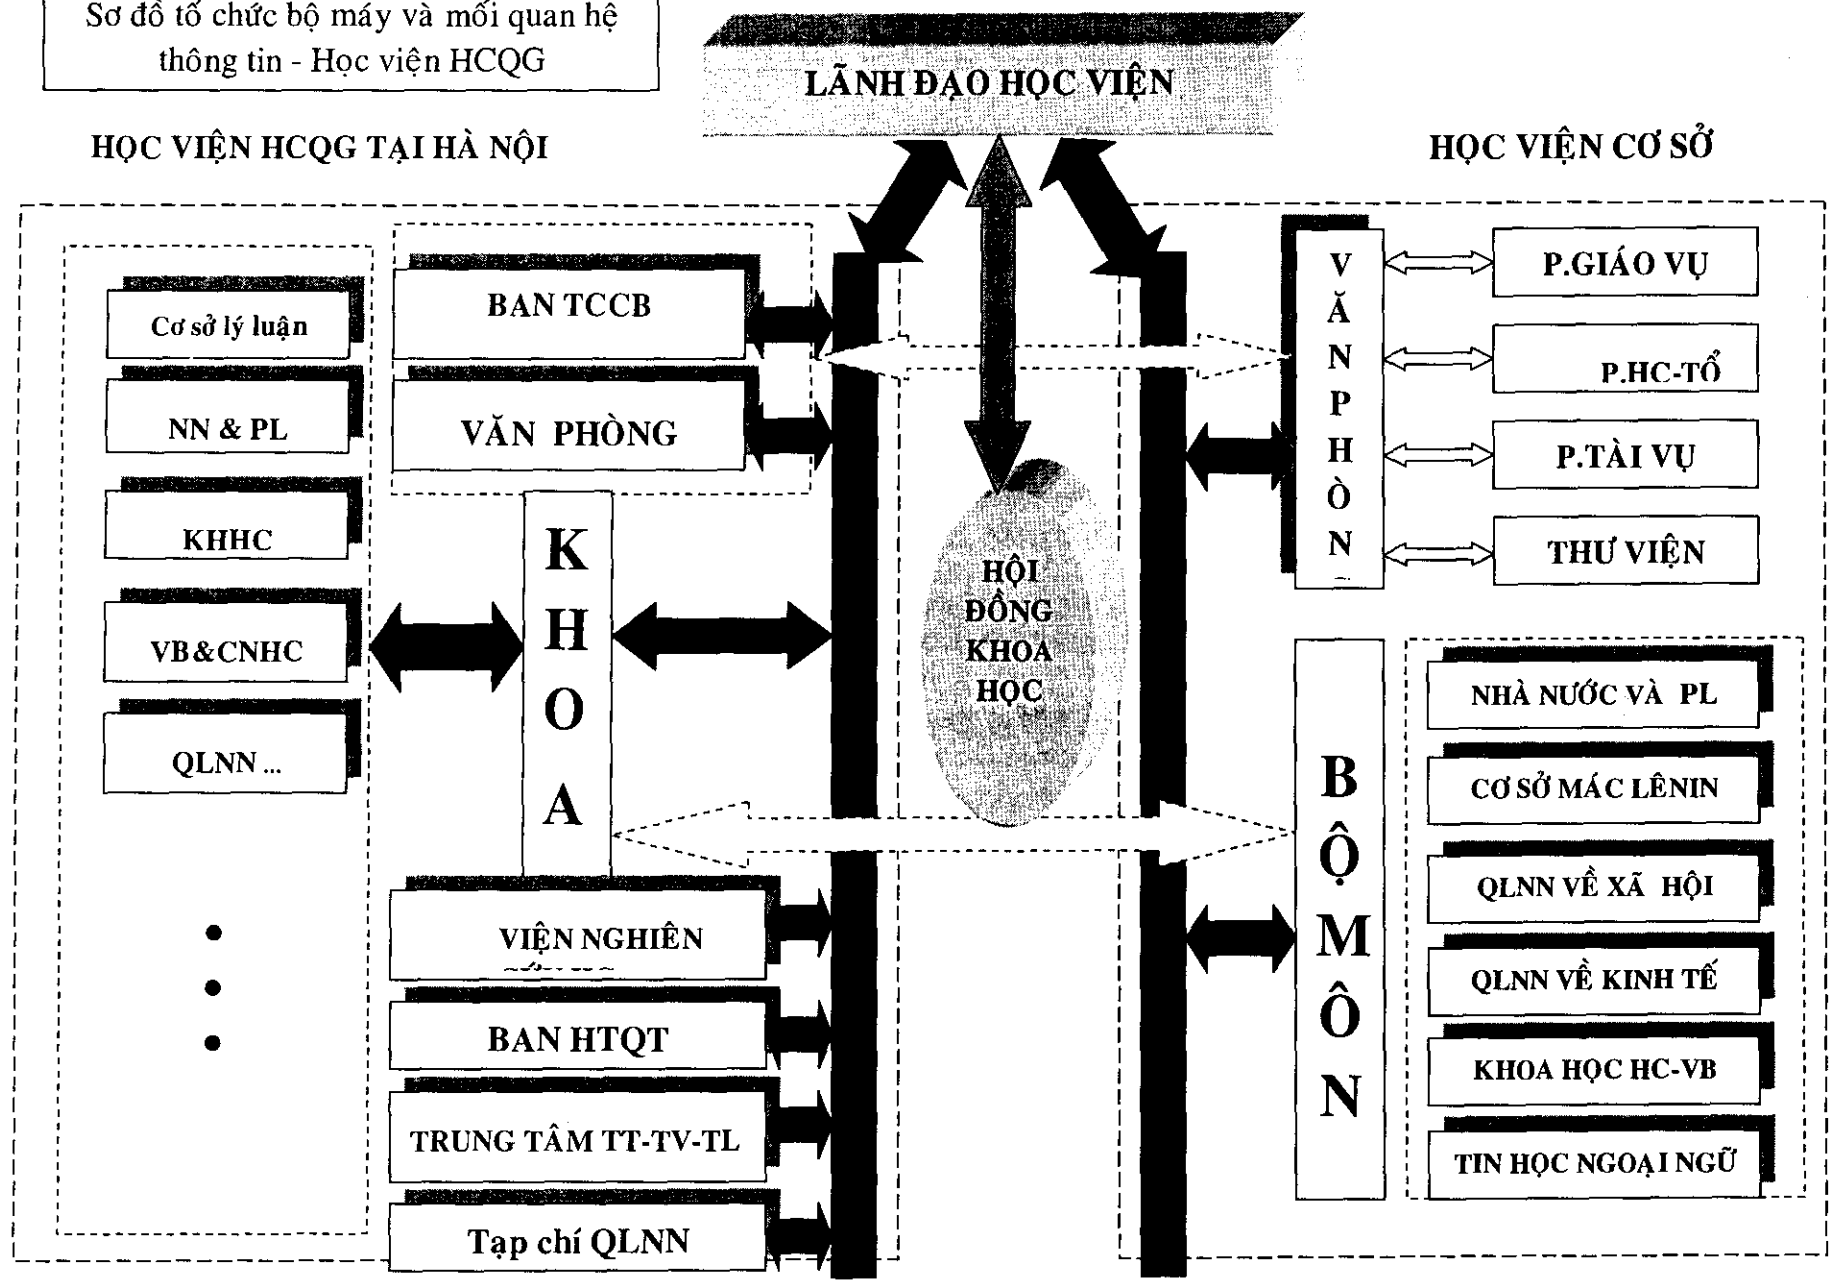 Sơ đồ tổ chức bộ máy và mối quan hệ
thông tin - Học viện HCQG
LÃNH ĐẠO HỌC VIỆN
HỌC VIỆN HCQG TẠI HÀ NỘI
HỌC VIỆN CƠ SỞ
Cơ sở lý luận
NN & PL
KHHC
VB&CNHC
QLNN ...
BAN TCCB
VĂN PHÒNG
K
H
O
A
VIỆN NGHIÊN
BAN HTQT
TRUNG TÂM TT-TV-TL
Tạp chí QLNN
HỘI
ĐỒNG
KHOA
HỌC
V
Ă
N
P
H
Ò
N
P.GIÁO VỤ
P.HC-TỔ
P.TÀI VỤ
THƯ VIỆN
B
Ộ
M
Ô
N
NHÀ NƯỚC VÀ PL
CƠ SỞ MÁC LÊNIN
QLNN VỀ XÃ HỘI
QLNN VỀ KINH TẾ
KHOA HỌC HC-VB
TIN HỌC NGOẠI NGỮ